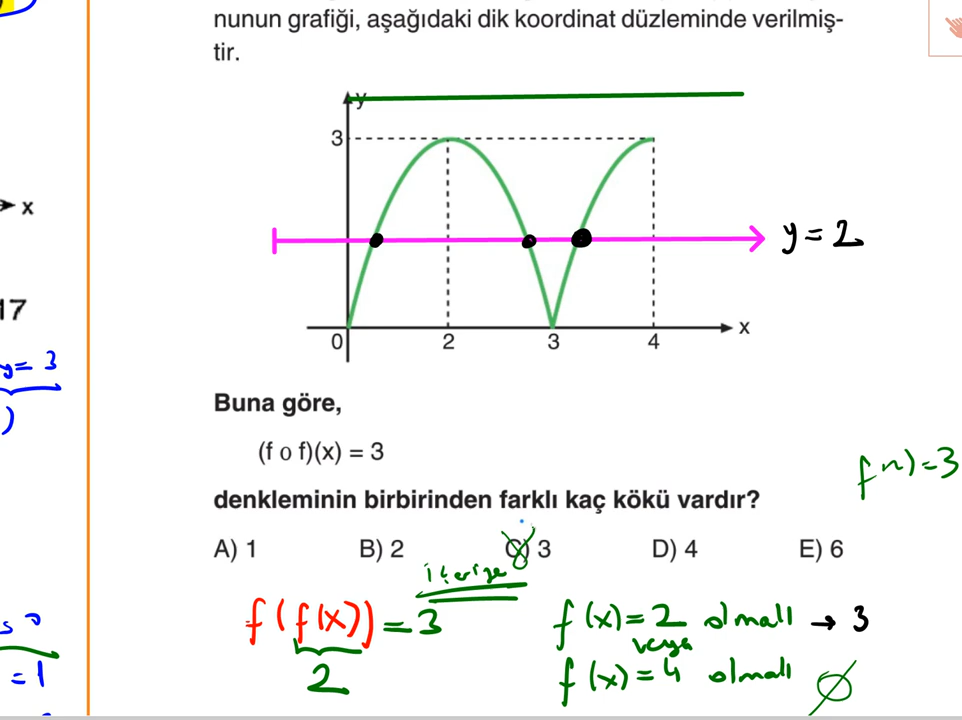 nunun grafiği, aşağıdaki dik koordinat düzleminde verilmiş-
tir.
y
3
y = 2
x
0 2 3 4 x
17
y = 3
)
Buna göre,
(f o f)(x) = 3
f(x) = 3
denkleminin birbirinden farklı kaç kökü vardır?
A) 1 B) 2 C) 3 D) 4 E) 6
içerize
f(f(x)) = 3
2
f(x) = 2 olmalı → 3
veya
f(x) = 4 olmalı ∅
= 1